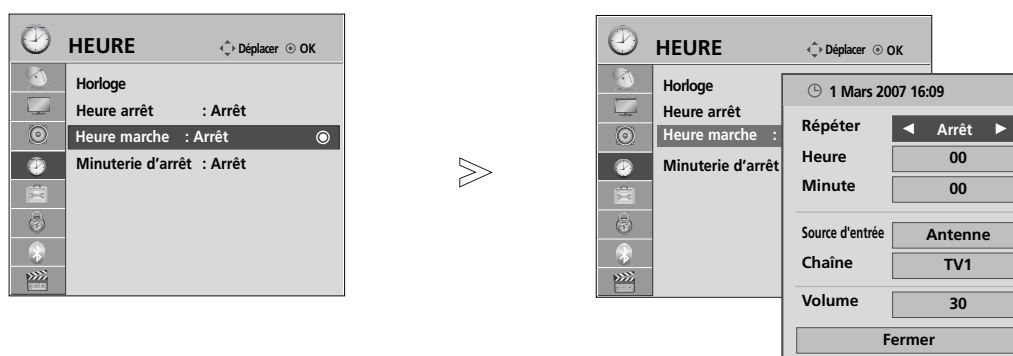 HEURE Déplacer OK
Horloge
Heure arrêt : Arrêt
Heure marche : Arrêt
Minuterie d'arrêt : Arrêt
HEURE Déplacer OK
Horloge
Heure arrêt
Heure marche :
Minuterie d'arrêt
1 Mars 2007 16:09
Répéter ◀ Arrêt ▶
Heure 00
Minute 00
Source d'entrée Antenne
Chaîne TV1
Volume 30
Fermer